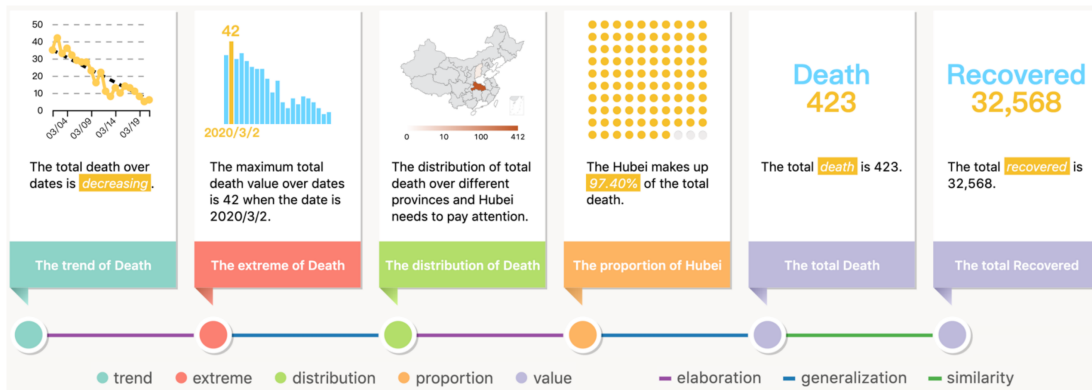 50
40
30
20
10
0
03/04
03/09
03/14
03/19
The total death over
dates is decreasing.
The trend of Death
42
2020/3/2
The maximum total
death value over dates
is 42 when the date is
2020/3/2.
The extreme of Death
0 10 100 412
The distribution of total
death over different
provinces and Hubei
needs to pay attention.
The distribution of Death
The Hubei makes up
97.40% of the total
death.
The proportion of Hubei
Death
423
The total death is 423.
The total Death
Recovered
32,568
The total recovered is
32,568.
The total Recovered
trend extreme distribution proportion value elaboration generalization similarity